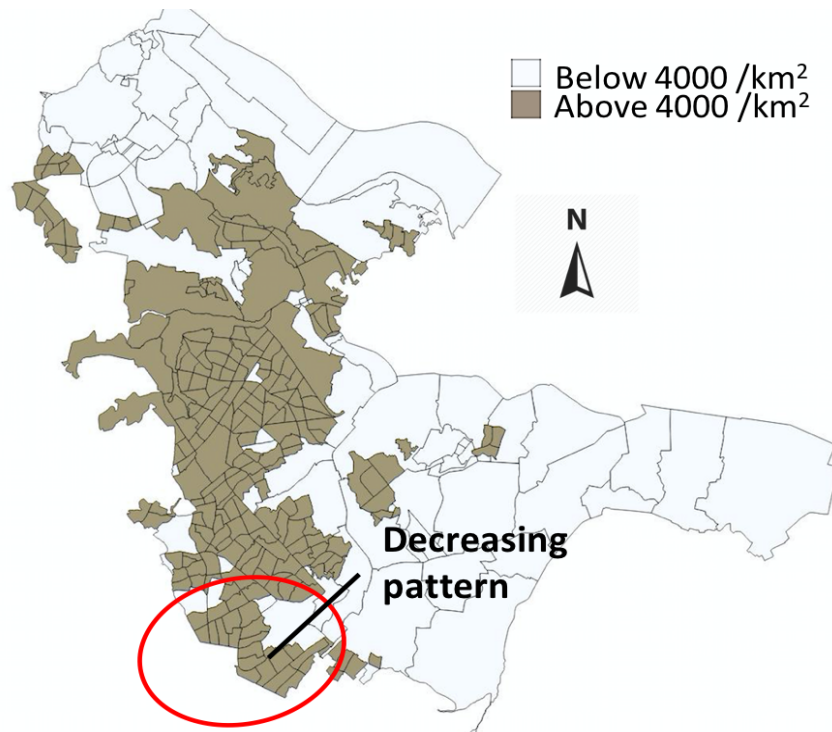 Below 4000 /km²
Above 4000 /km²
N
Decreasing
pattern